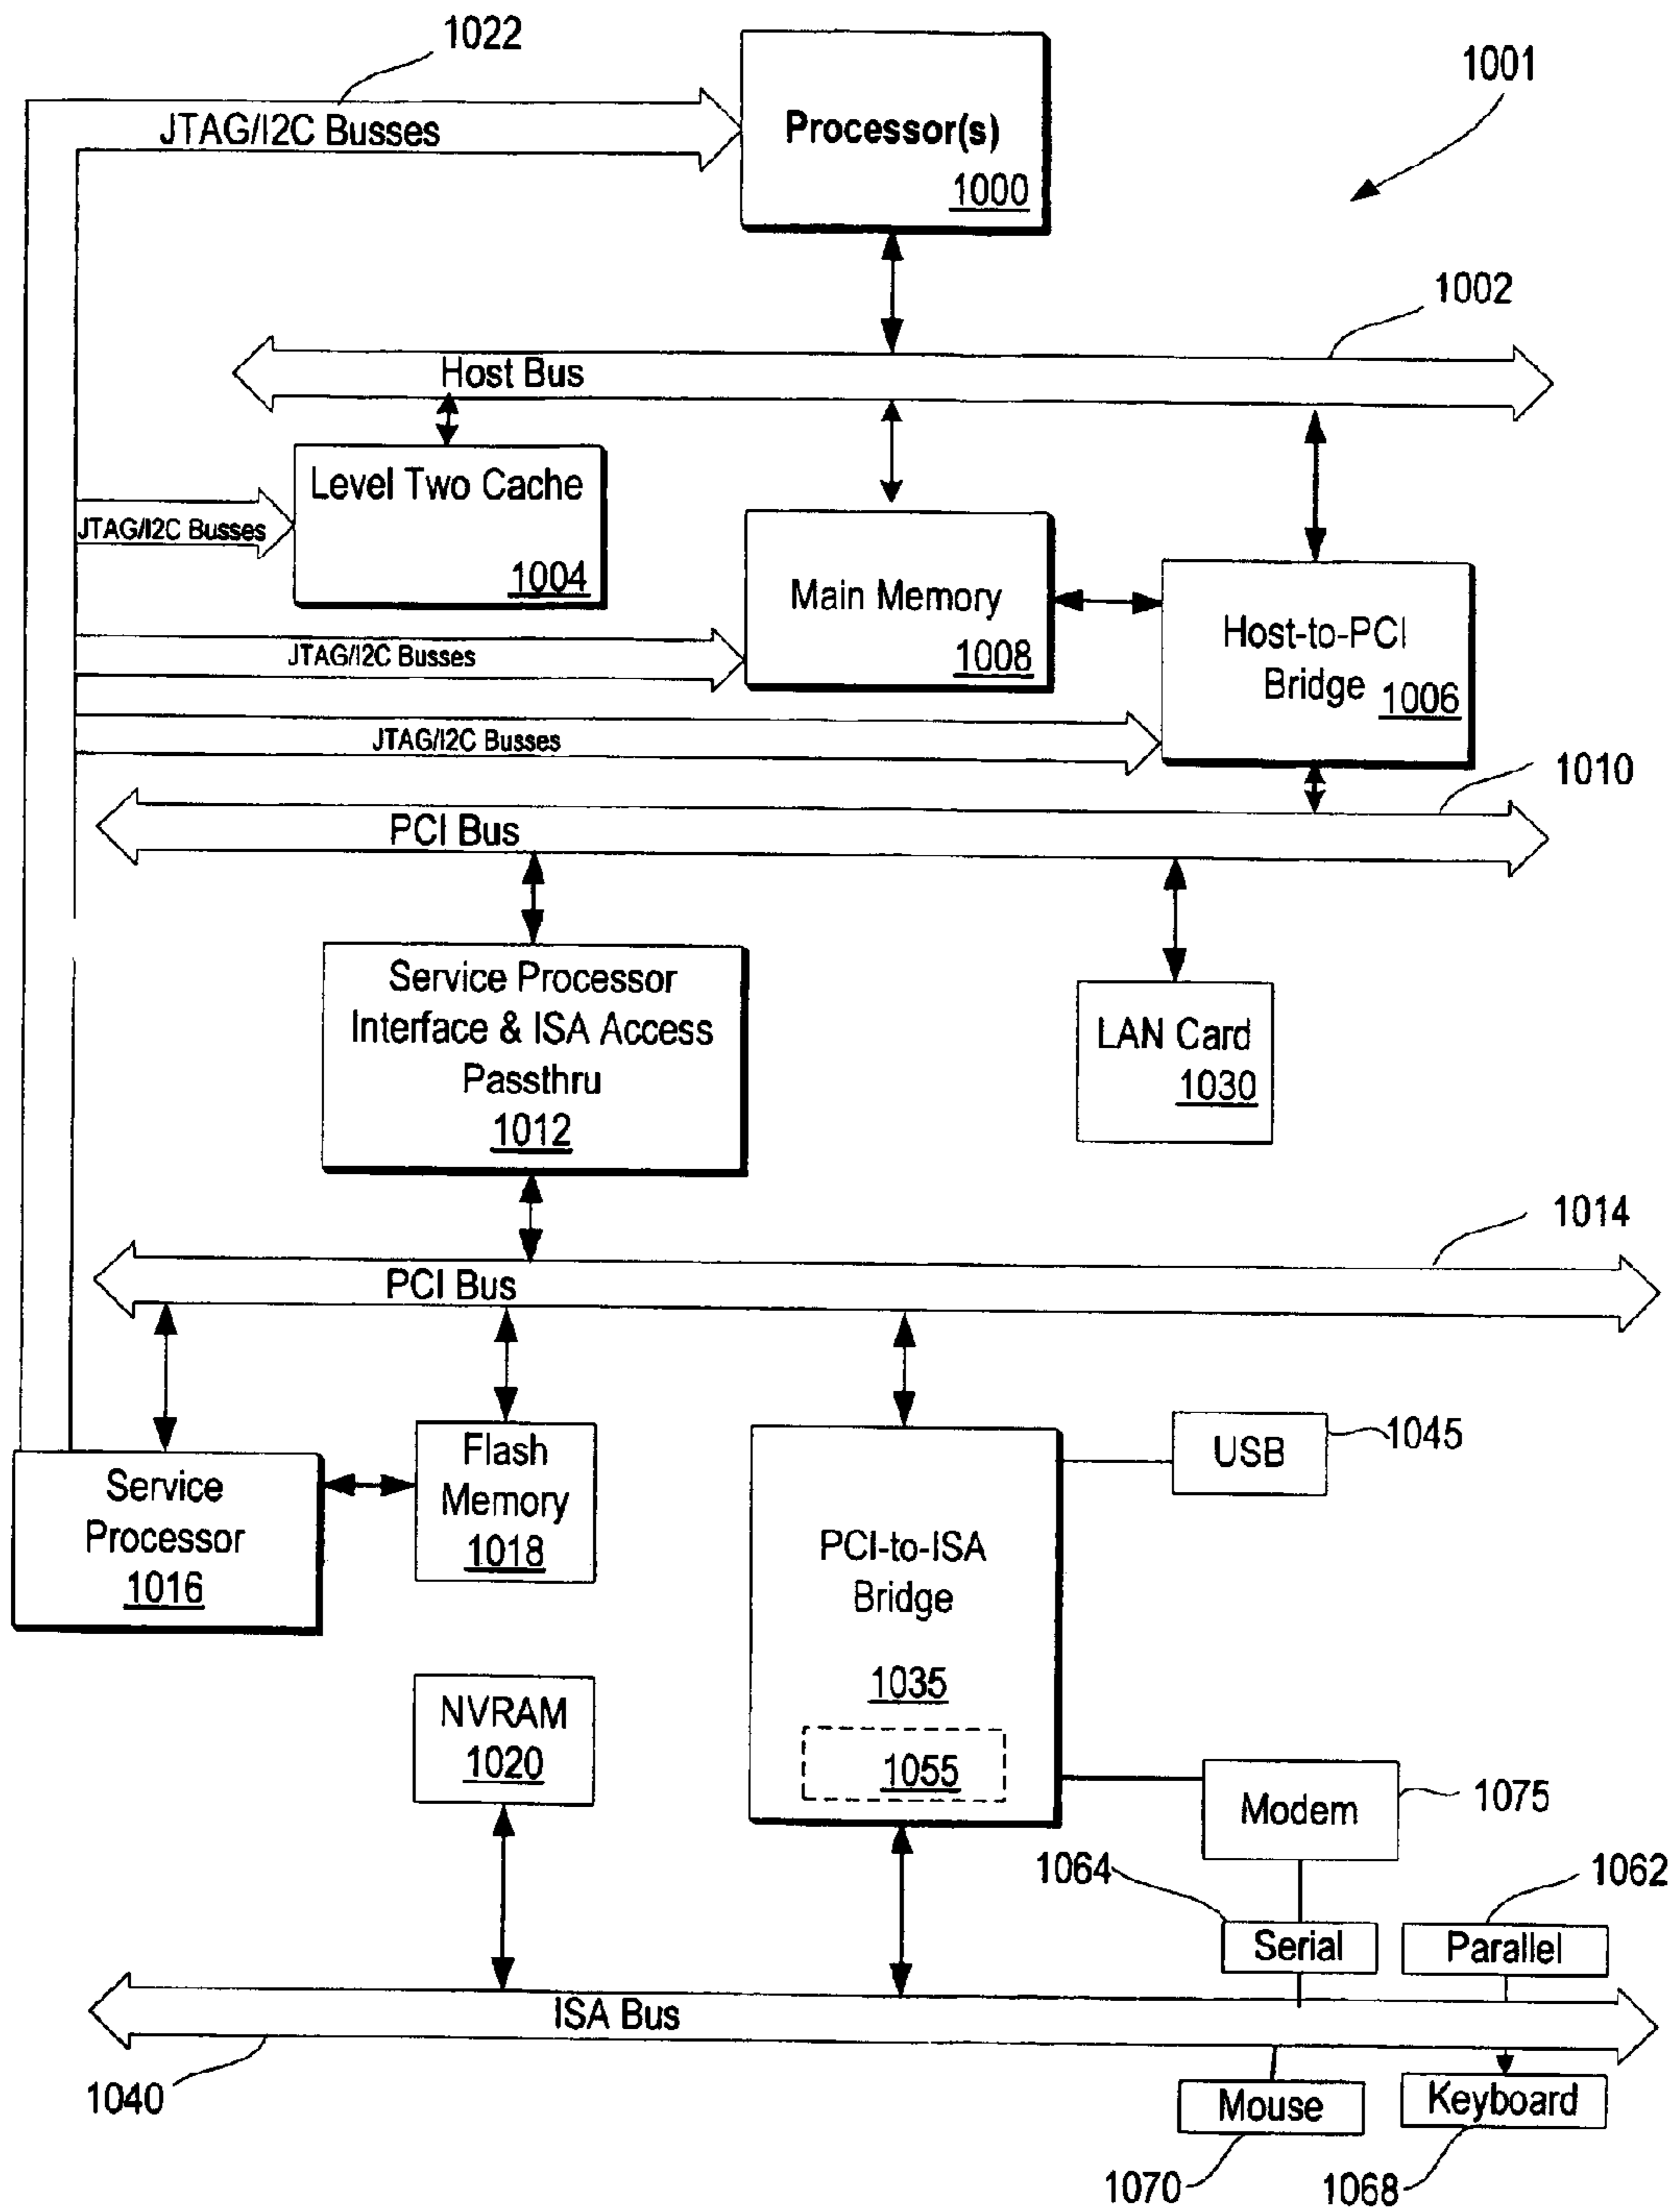 1022
1001
JTAG/I2C Busses
Processor(s)
1000
1002
Host Bus
Level Two Cache
1004
JTAG/I2C Busses
Main Memory
1008
Host-to-PCI
Bridge 1006
JTAG/I2C Busses
JTAG/I2C Busses
1010
PCI Bus
Service Processor
Interface & ISA Access
Passthru
1012
LAN Card
1030
1014
PCI Bus
Service
Processor
1016
Flash
Memory
1018
PCI-to-ISA
Bridge
1035
1055
USB
1045
NVRAM
1020
Modem
1075
1064
1062
Serial
Parallel
ISA Bus
1040
Mouse
Keyboard
1070
1068